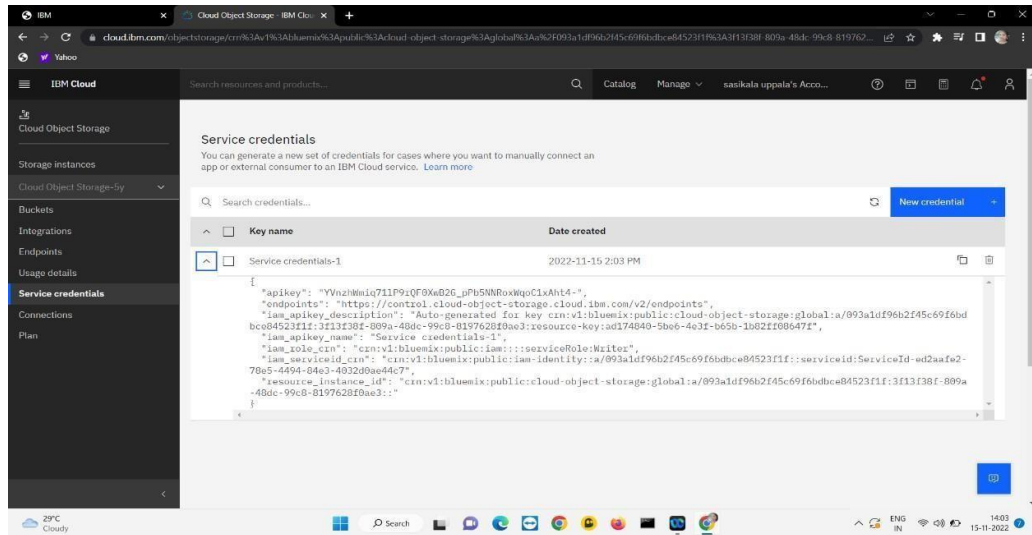 IBM
Cloud Object Storage - IBM Clou
cloud.ibm.com/objectstorage/crn%3Av1%3Abluemix%3Apublic%3Acloud-object-storage%3Aglobal%3Aa%2F093a1df96b2f45c69f6bdbce84523f1f%3A3f13f38f-809a-48dc-99c8-819762...
Yahoo
IBM Cloud
Search resources and products...
Catalog
Manage
sasikala uppala's Acco...
Cloud Object Storage
Storage instances
Cloud Object Storage-5y
Buckets
Integrations
Endpoints
Usage details
Service credentials
Connections
Plan
Service credentials
You can generate a new set of credentials for cases where you want to manually connect an
app or external consumer to an IBM Cloud service. Learn more
Search credentials...
New credential +
Key name Date created
Service credentials-1 2022-11-15 2:03 PM
{
"apikey": "YVnzhWmiq71lP9rQF0XwB26_pPb5NNRoxWqoC1xAht4-",
"endpoints": "https://control.cloud-object-storage.cloud.ibm.com/v2/endpoints",
"iam_apikey_description": "Auto-generated for key crn:v1:bluemix:public:cloud-object-storage:global:a/093a1df96b2f45c69f6bd
bce84523f1f:3f13f38f-809a-48dc-99c8-8197628f0ae3:resource-key:ad174840-5be6-4e3f-b65b-1b82ff08647f",
"iam_apikey_name": "Service credentials-1",
"iam_role_crn": "crn:v1:bluemix:public:iam::::serviceRole:Writer",
"iam_serviceid_crn": "crn:v1:bluemix:public:iam-identity::a/093a1df96b2f45c69f6bdbce84523f1f::serviceid:ServiceId-ed2aafe2-
78e5-4494-84e3-4032d0ae44c7",
"resource_instance_id": "crn:v1:bluemix:public:cloud-object-storage:global:a/093a1df96b2f45c69f6bdbce84523f1f:3f13f38f-809a
-48dc-99c8-8197628f0ae3::"
}
29°C
Cloudy
Search
ENG
IN
14:03
15-11-2022